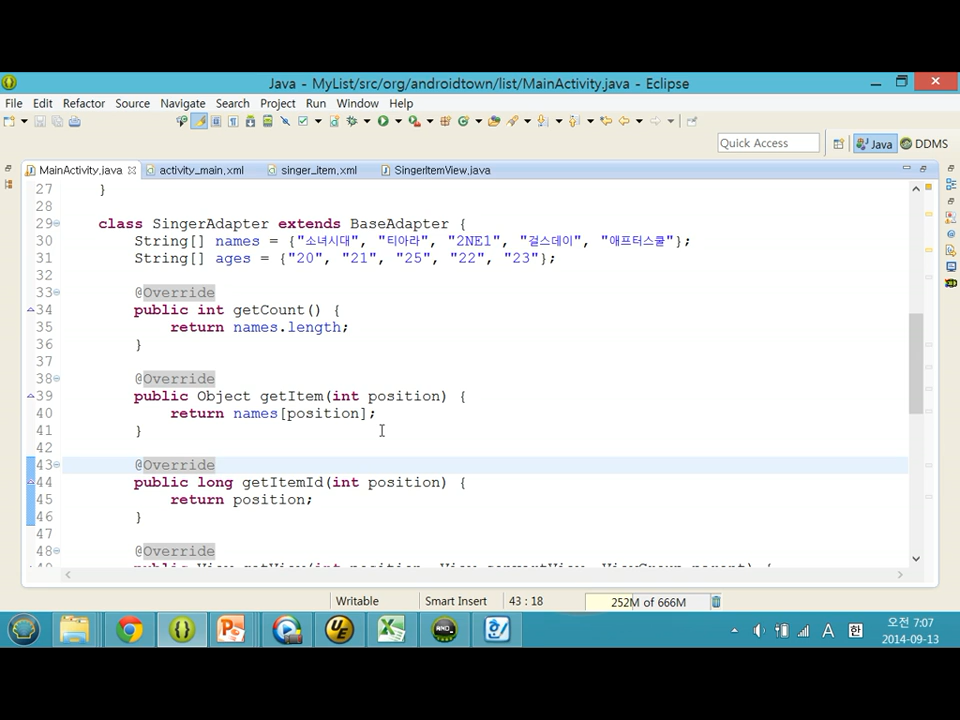 Java - MyList/src/org/androidtown/list/MainActivity.java - Eclipse
File Edit Refactor Source Navigate Search Project Run Window Help
Quick Access Java DDMS
MainActivity.java activity_main.xml singer_item.xml SingerItemView.java
27 }
28
29 class SingerAdapter extends BaseAdapter {
30 String[] names = {"소녀시대", "티아라", "2NE1", "걸스데이", "애프터스쿨"};
31 String[] ages = {"20", "21", "25", "22", "23"};
32
33 @Override
34 public int getCount() {
35 return names.length;
36 }
37
38 @Override
39 public Object getItem(int position) {
40 return names[position];
41 }
42
43 @Override
44 public long getItemId(int position) {
45 return position;
46 }
47
48 @Override
public View getView(int position, View convertView, ViewGroup parent) {
Writable Smart Insert 43 : 18 252M of 666M
A 한 오전 7:07
2014-09-13